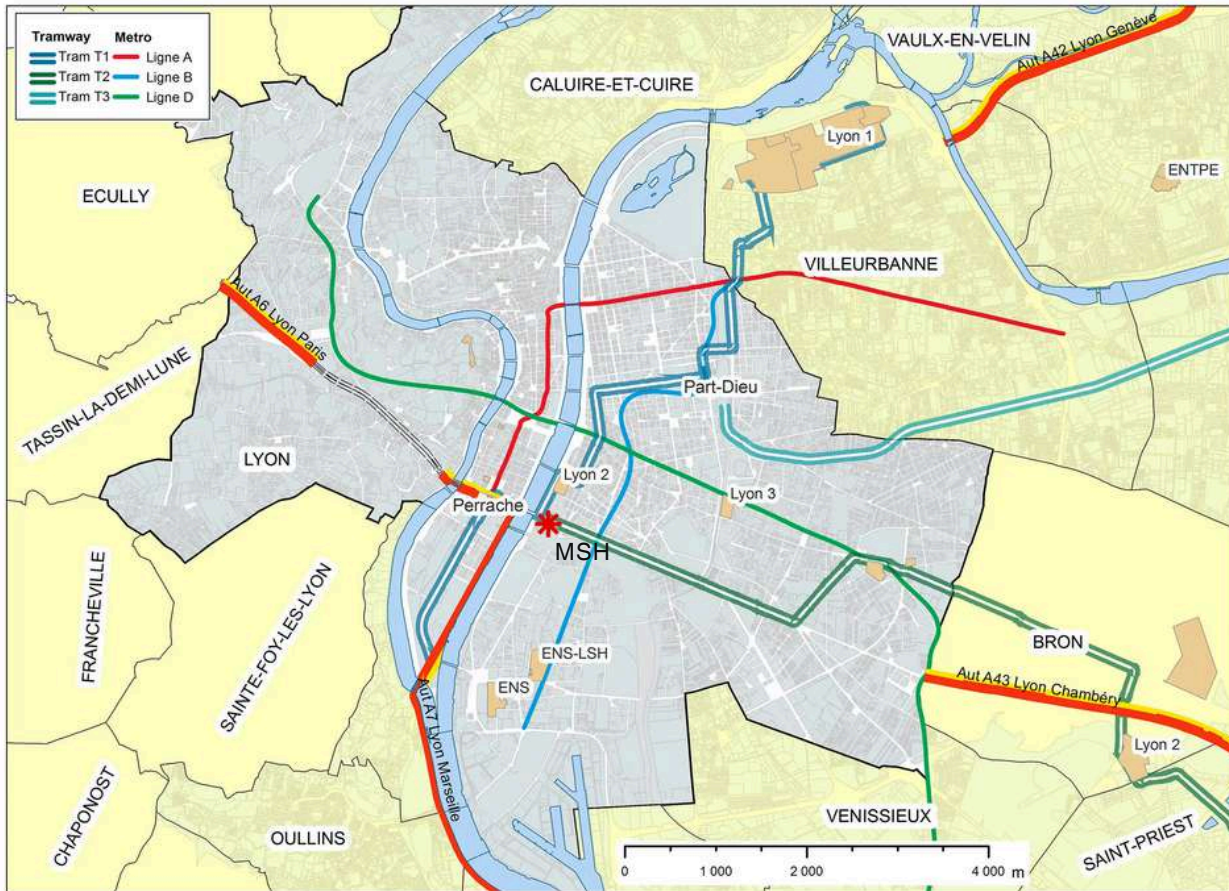 Tramway Metro
Tram T1 Ligne A
Tram T2 Ligne B
Tram T3 Ligne D
VAULX-EN-VELIN
Aut A42 Lyon Genève
CALUIRE-ET-CUIRE
Lyon 1
ENTPE
ECULLY
VILLEURBANNE
Aut A6 Lyon Paris
TASSIN-LA-DEMI-LUNE
Part-Dieu
LYON
Lyon 2
Lyon 3
Perrache
MSH
FRANCHEVILLE
SAINTE-FOY-LES-LYON
ENS-LSH
ENS
BRON
Aut A43 Lyon Chambéry
Aut A7 Lyon Marseille
Lyon 2
CHAPONOST
OULLINS
VENISSIEUX
SAINT-PRIEST
0 1 000 2 000 4 000 m